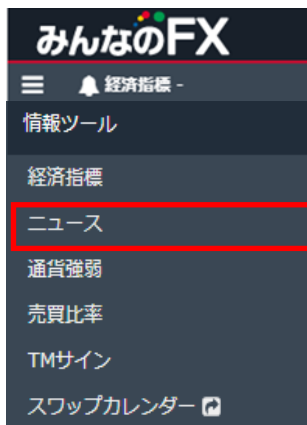 みんなのFX
経済指標 -
情報ツール
経済指標
ニュース
通貨強弱
売買比率
TMサイン
スワップカレンダー